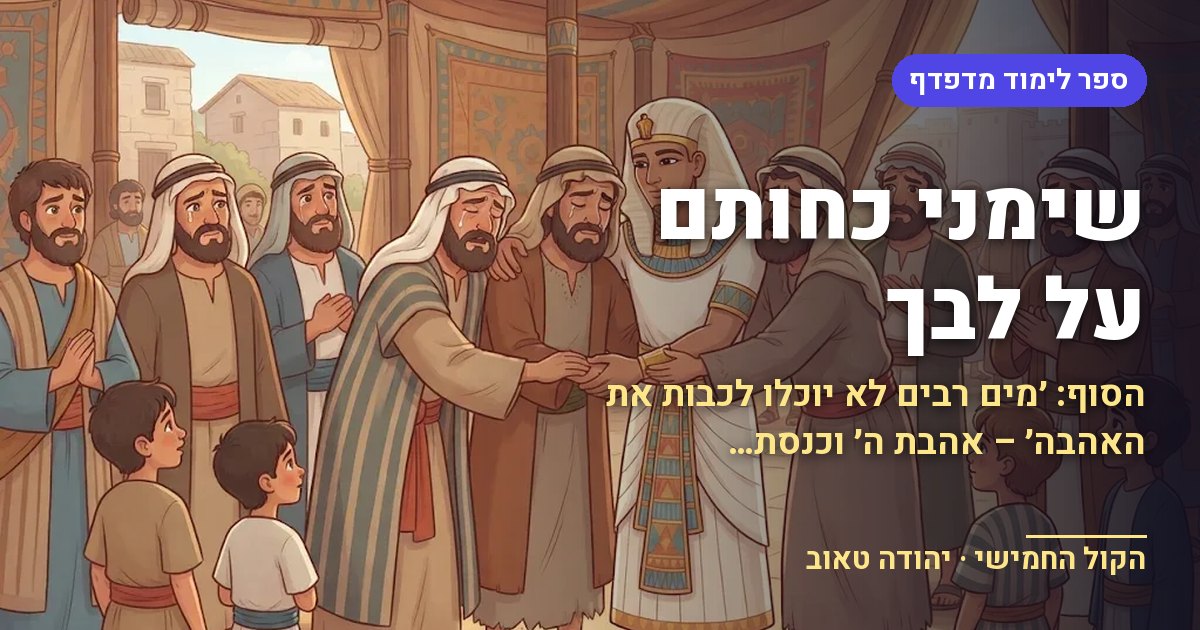 ספר לימוד מדפדף
שימני כחותם
על לבך
הסוף: ׳מים רבים לא יוכלו לכבות את
האהבה׳ – אהבת ה׳ וכנסת...
הקול החמישי · יהודה טאוב